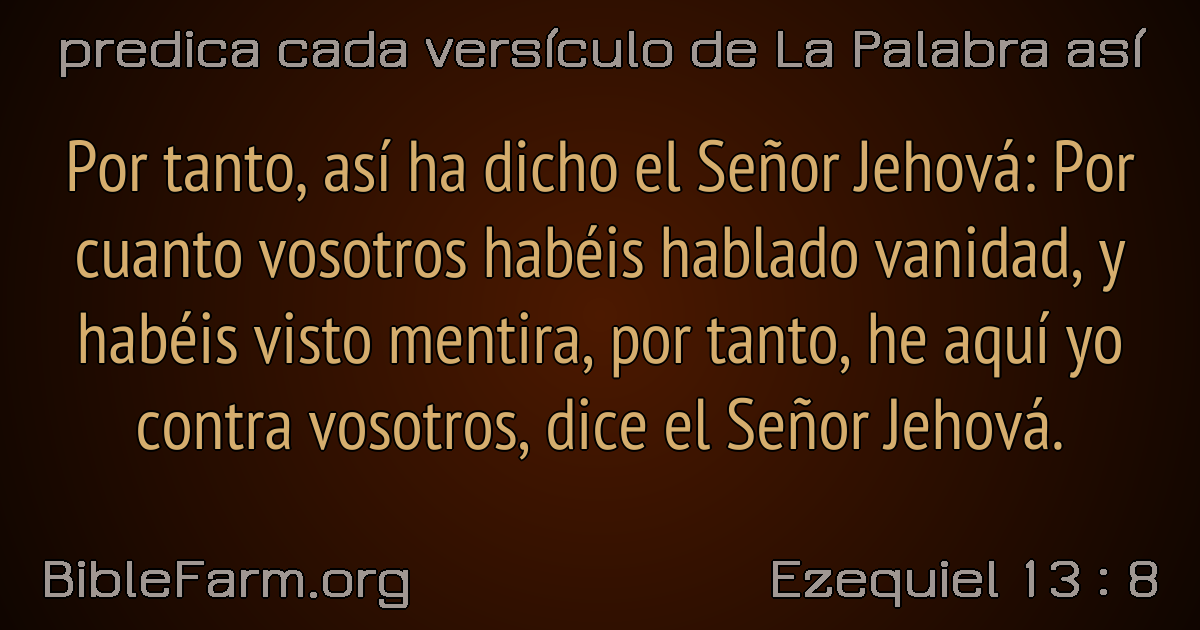 predica cada versículo de La Palabra así
Por tanto, así ha dicho el Señor Jehová: Por
cuanto vosotros habéis hablado vanidad, y
habéis visto mentira, por tanto, he aquí yo
contra vosotros, dice el Señor Jehová.
BibleFarm.org
Ezequiel 13 : 8